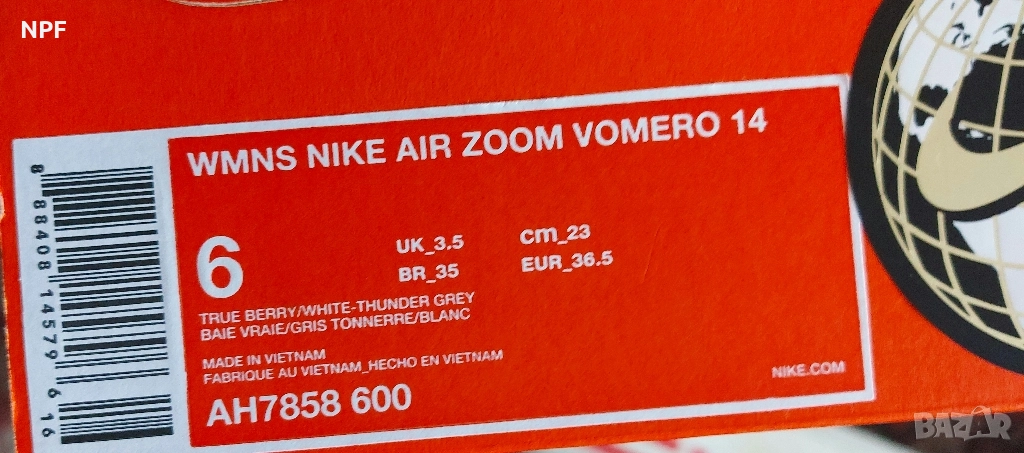 NPF
WMNS NIKE AIR ZOOM VOMERO 14
6
UK_3.5
cm_23
BR_35
EUR_36.5
TRUE BERRY/WHITE-THUNDER GREY
BAIE VRAIE/GRIS TONNERRE/BLANC
MADE IN VIETNAM
FABRIQUE AU VIETNAM_HECHO EN VIETNAM
NIKE.COM
AH7858 600
8 88408 14579 6 16
BAZAR